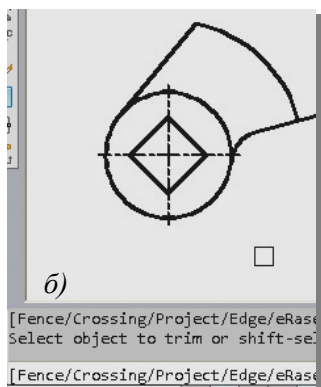 б)
[Fence/Crossing/Project/Edge/eRase
Select object to trim or shift-sel
[Fence/Crossing/Project/Edge/eRase